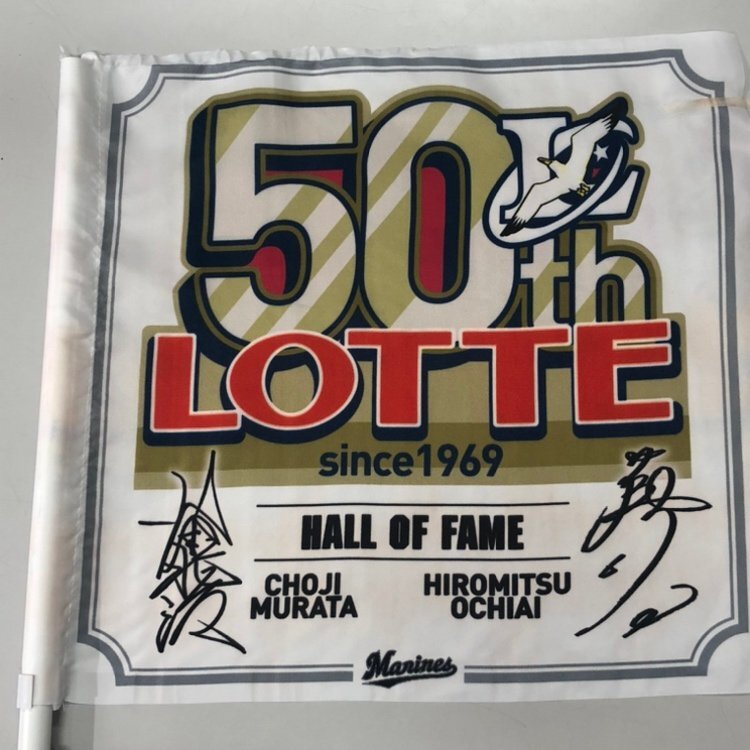 50th
LOTTE
since1969
HALL OF FAME
CHOJI
MURATA
HIROMITSU
OCHIAI
Marines